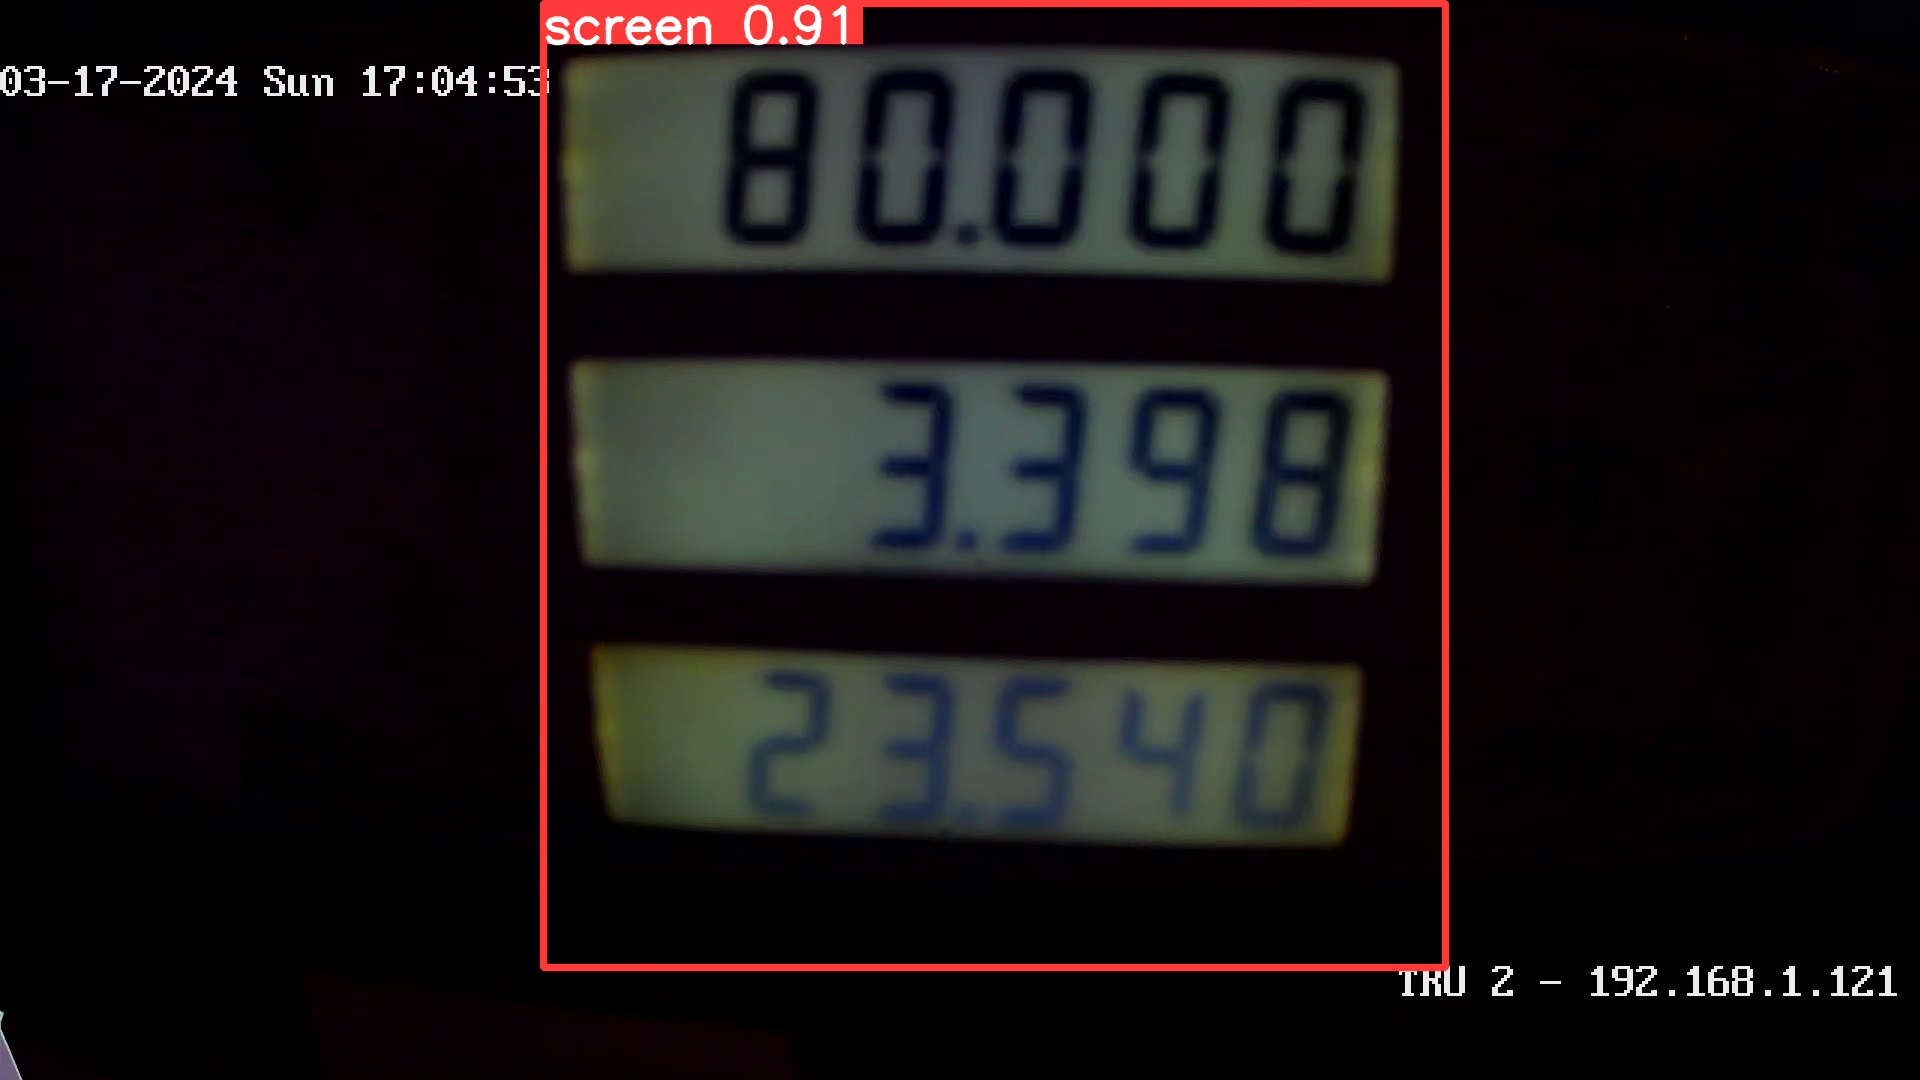 screen 0.91
03-17-2024 Sun 17:04:53
80.000
3.398
23.540
TRU 2 - 192.168.1.121